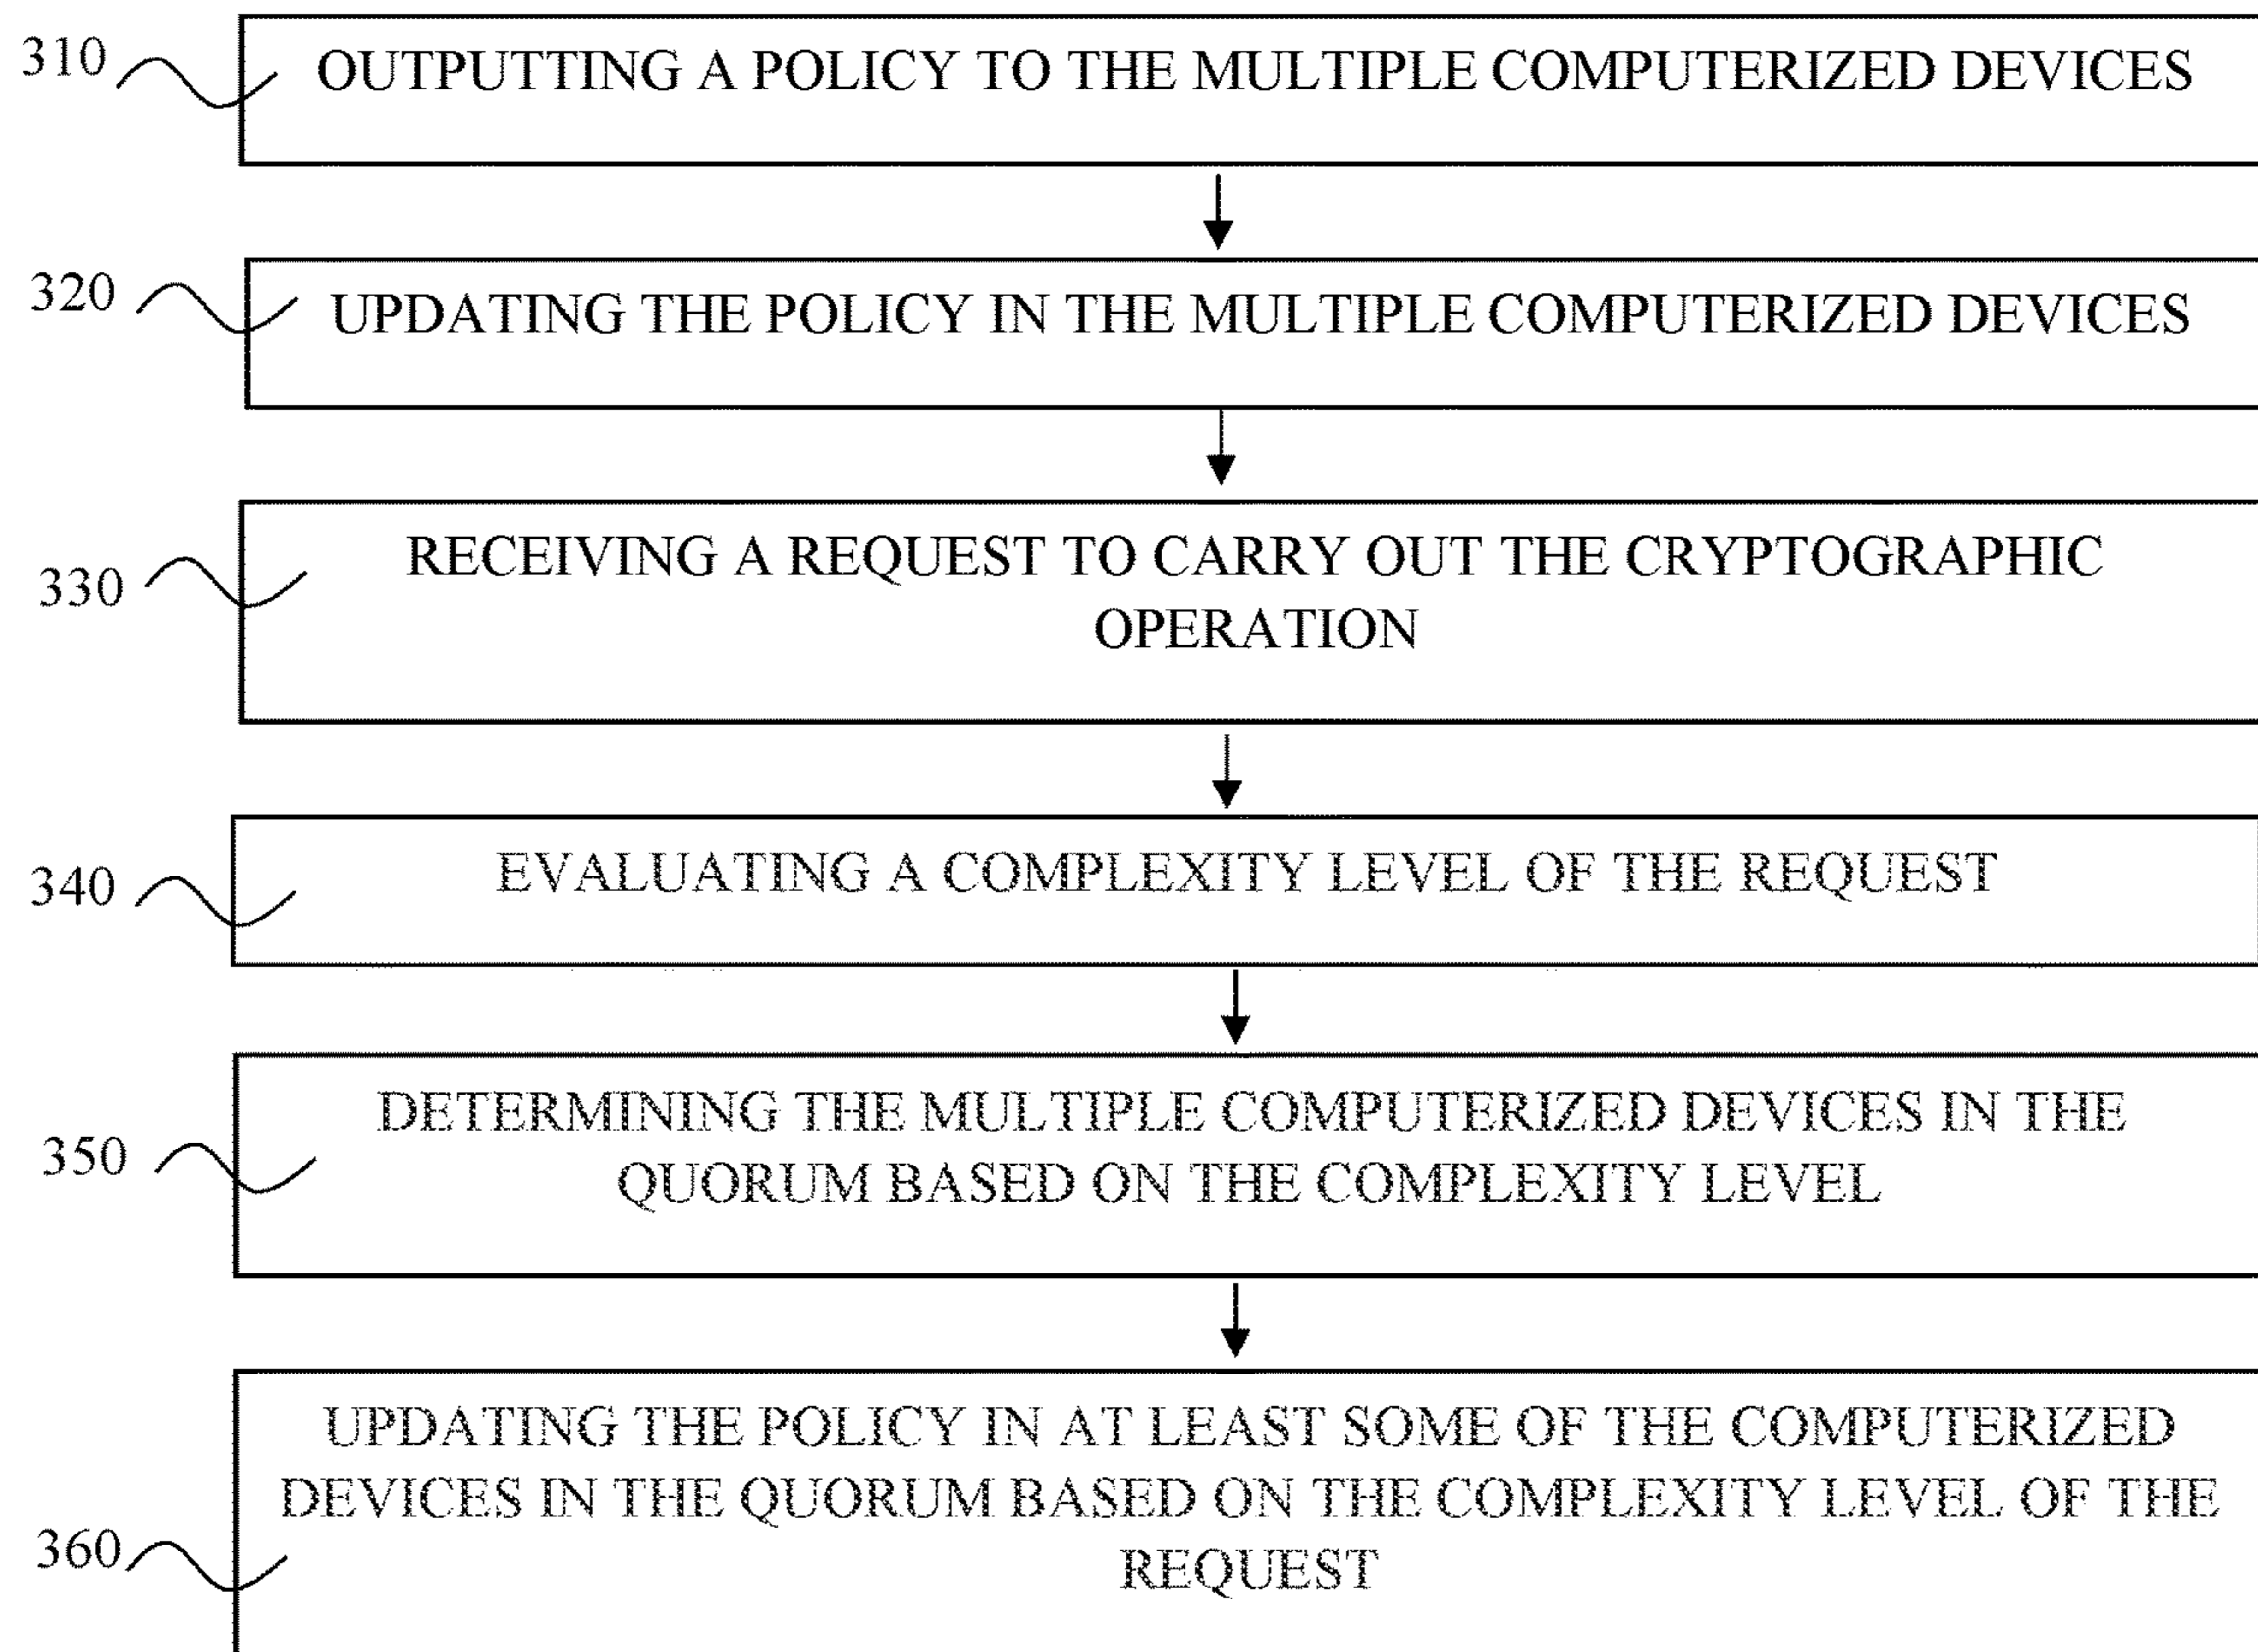 310
OUTPUTTING A POLICY TO THE MULTIPLE COMPUTERIZED DEVICES
320
UPDATING THE POLICY IN THE MULTIPLE COMPUTERIZED DEVICES
330
RECEIVING A REQUEST TO CARRY OUT THE CRYPTOGRAPHIC
OPERATION
340
EVALUATING A COMPLEXITY LEVEL OF THE REQUEST
350
DETERMINING THE MULTIPLE COMPUTERIZED DEVICES IN THE
QUORUM BASED ON THE COMPLEXITY LEVEL
360
UPDATING THE POLICY IN AT LEAST SOME OF THE COMPUTERIZED
DEVICES IN THE QUORUM BASED ON THE COMPLEXITY LEVEL OF THE
REQUEST